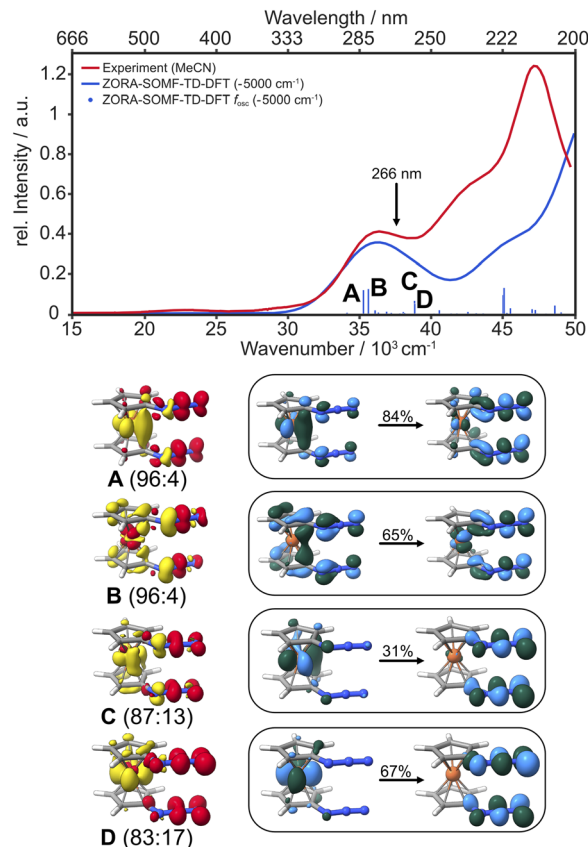 Wavelength / nm
666 500 400 333 285 250 222 200
rel. Intensity / a.u.
1.2
1
0.8
0.6
0.4
0.2
0
Experiment (MeCN)
ZORA-SOMF-TD-DFT (-5000 cm⁻¹)
ZORA-SOMF-TD-DFT fosc (-5000 cm⁻¹)
266 nm
A B C D
15 20 25 30 35 40 45 50
Wavenumber / 10³ cm⁻¹
84%
A (96:4)
65%
B (96:4)
31%
C (87:13)
67%
D (83:17)